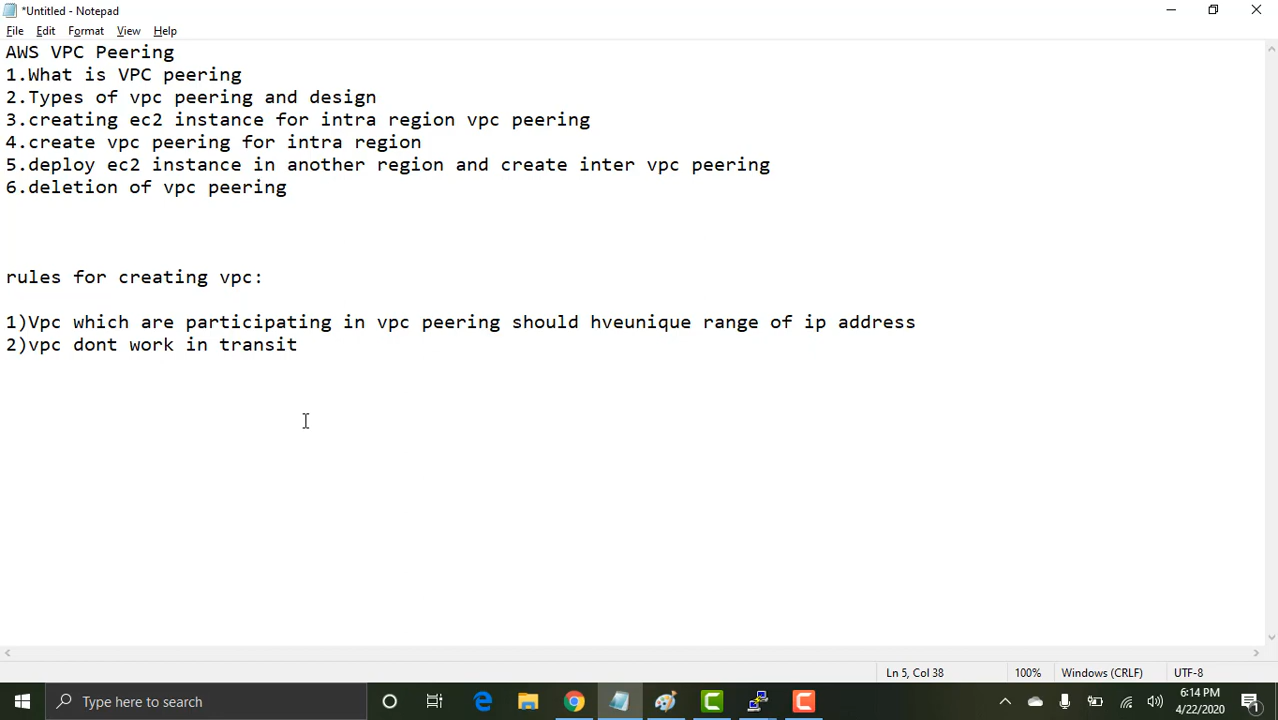 *Untitled - Notepad
File Edit Format View Help
AWS VPC Peering
1.What is VPC peering
2.Types of vpc peering and design
3.creating ec2 instance for intra region vpc peering
4.create vpc peering for intra region
5.deploy ec2 instance in another region and create inter vpc peering
6.deletion of vpc peering
rules for creating vpc:
1)Vpc which are participating in vpc peering should hveunique range of ip address
2)vpc dont work in transit
Ln 5, Col 38 100% Windows (CRLF) UTF-8
Type here to search
6:14 PM
4/22/2020
1